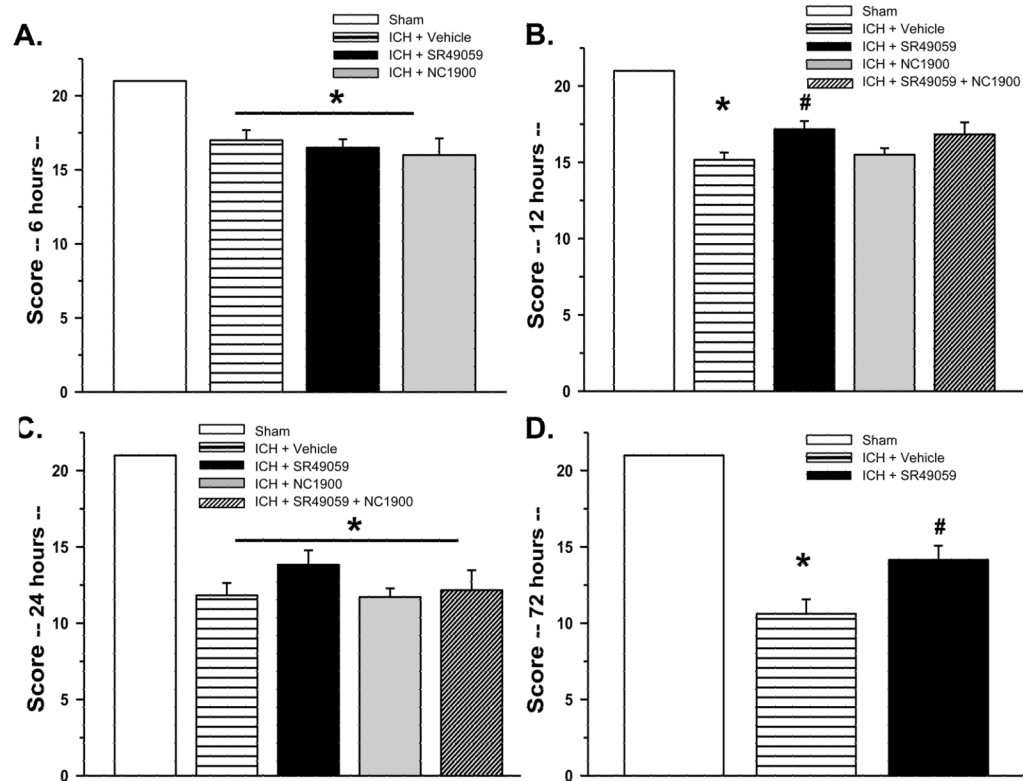 A.
Sham
ICH + Vehicle
ICH + SR49059
ICH + NC1900
*
Score -- 6 hours --
20
15
10
5
0
B.
Sham
ICH + Vehicle
ICH + SR49059
ICH + NC1900
ICH + SR49059 + NC1900
*
#
Score -- 12 hours --
20
15
10
5
0
C.
Sham
ICH + Vehicle
ICH + SR49059
ICH + NC1900
ICH + SR49059 + NC1900
*
Score -- 24 hours --
20
15
10
5
0
D.
Sham
ICH + Vehicle
ICH + SR49059
*
#
Score -- 72 hours --
20
15
10
5
0